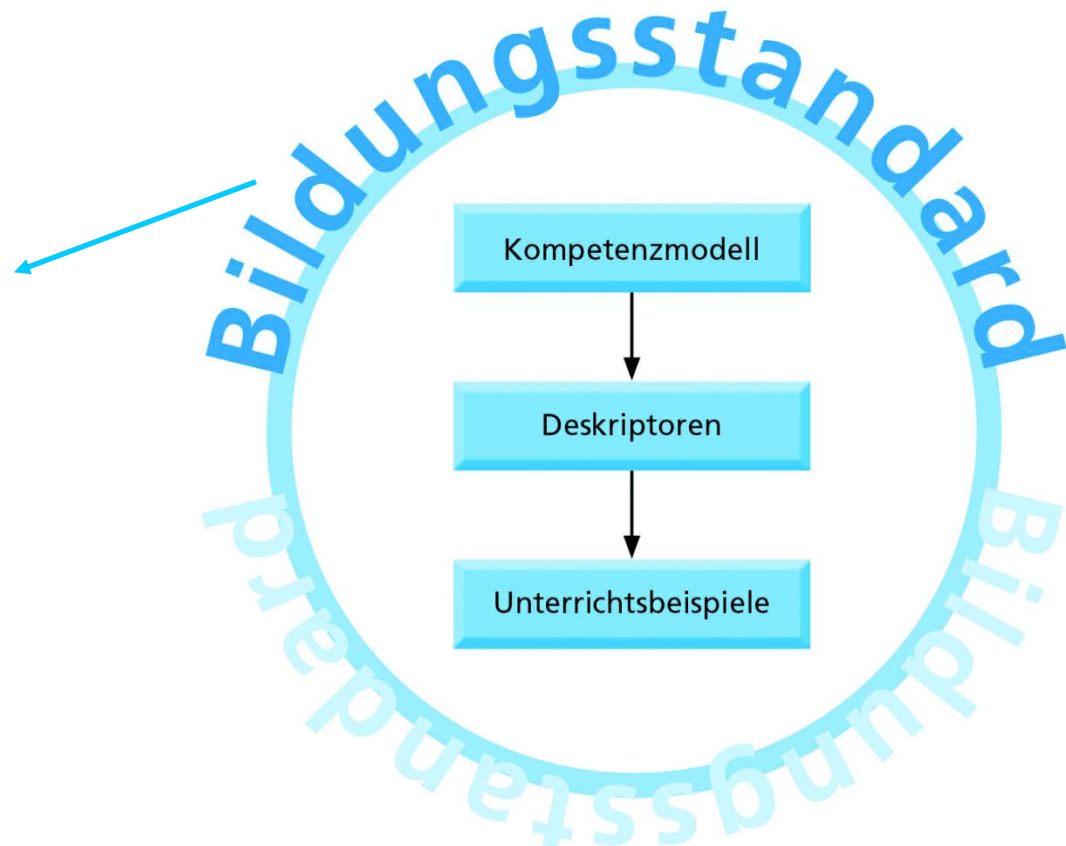 Bildungsstandard
Kompetenzmodell
Deskriptoren
Unterrichtsbeispiele
Bildungsstandard